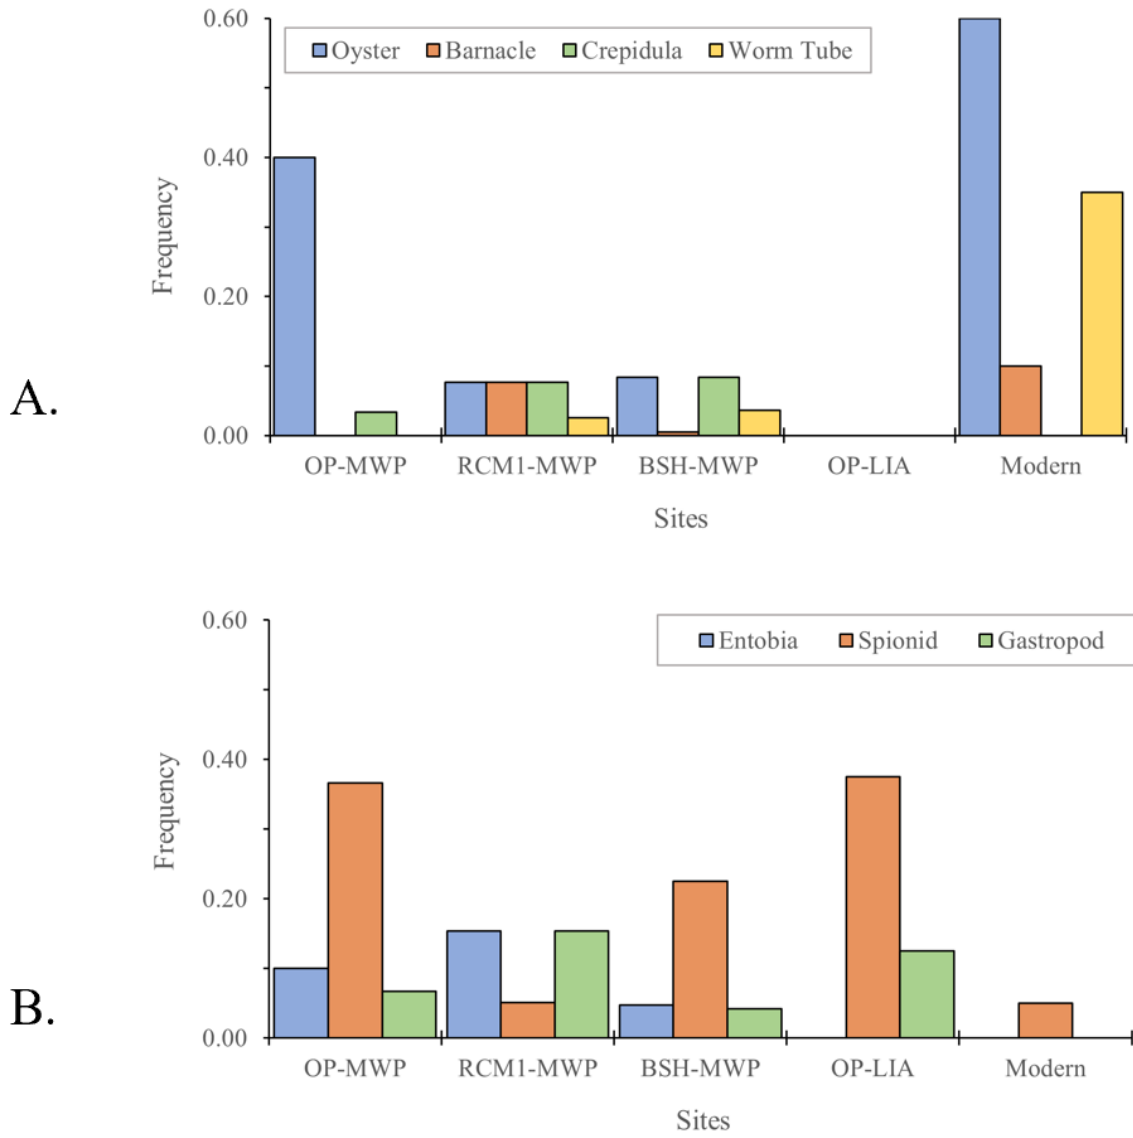 0.60
Oyster Barnacle Crepidula Worm Tube
0.40
Frequency
0.20
A.
0.00
OP-MWP RCM1-MWP BSH-MWP OP-LIA Modern
Sites
0.60
Entobia Spionid Gastropod
0.40
Frequency
0.20
B.
0.00
OP-MWP RCM1-MWP BSH-MWP OP-LIA Modern
Sites